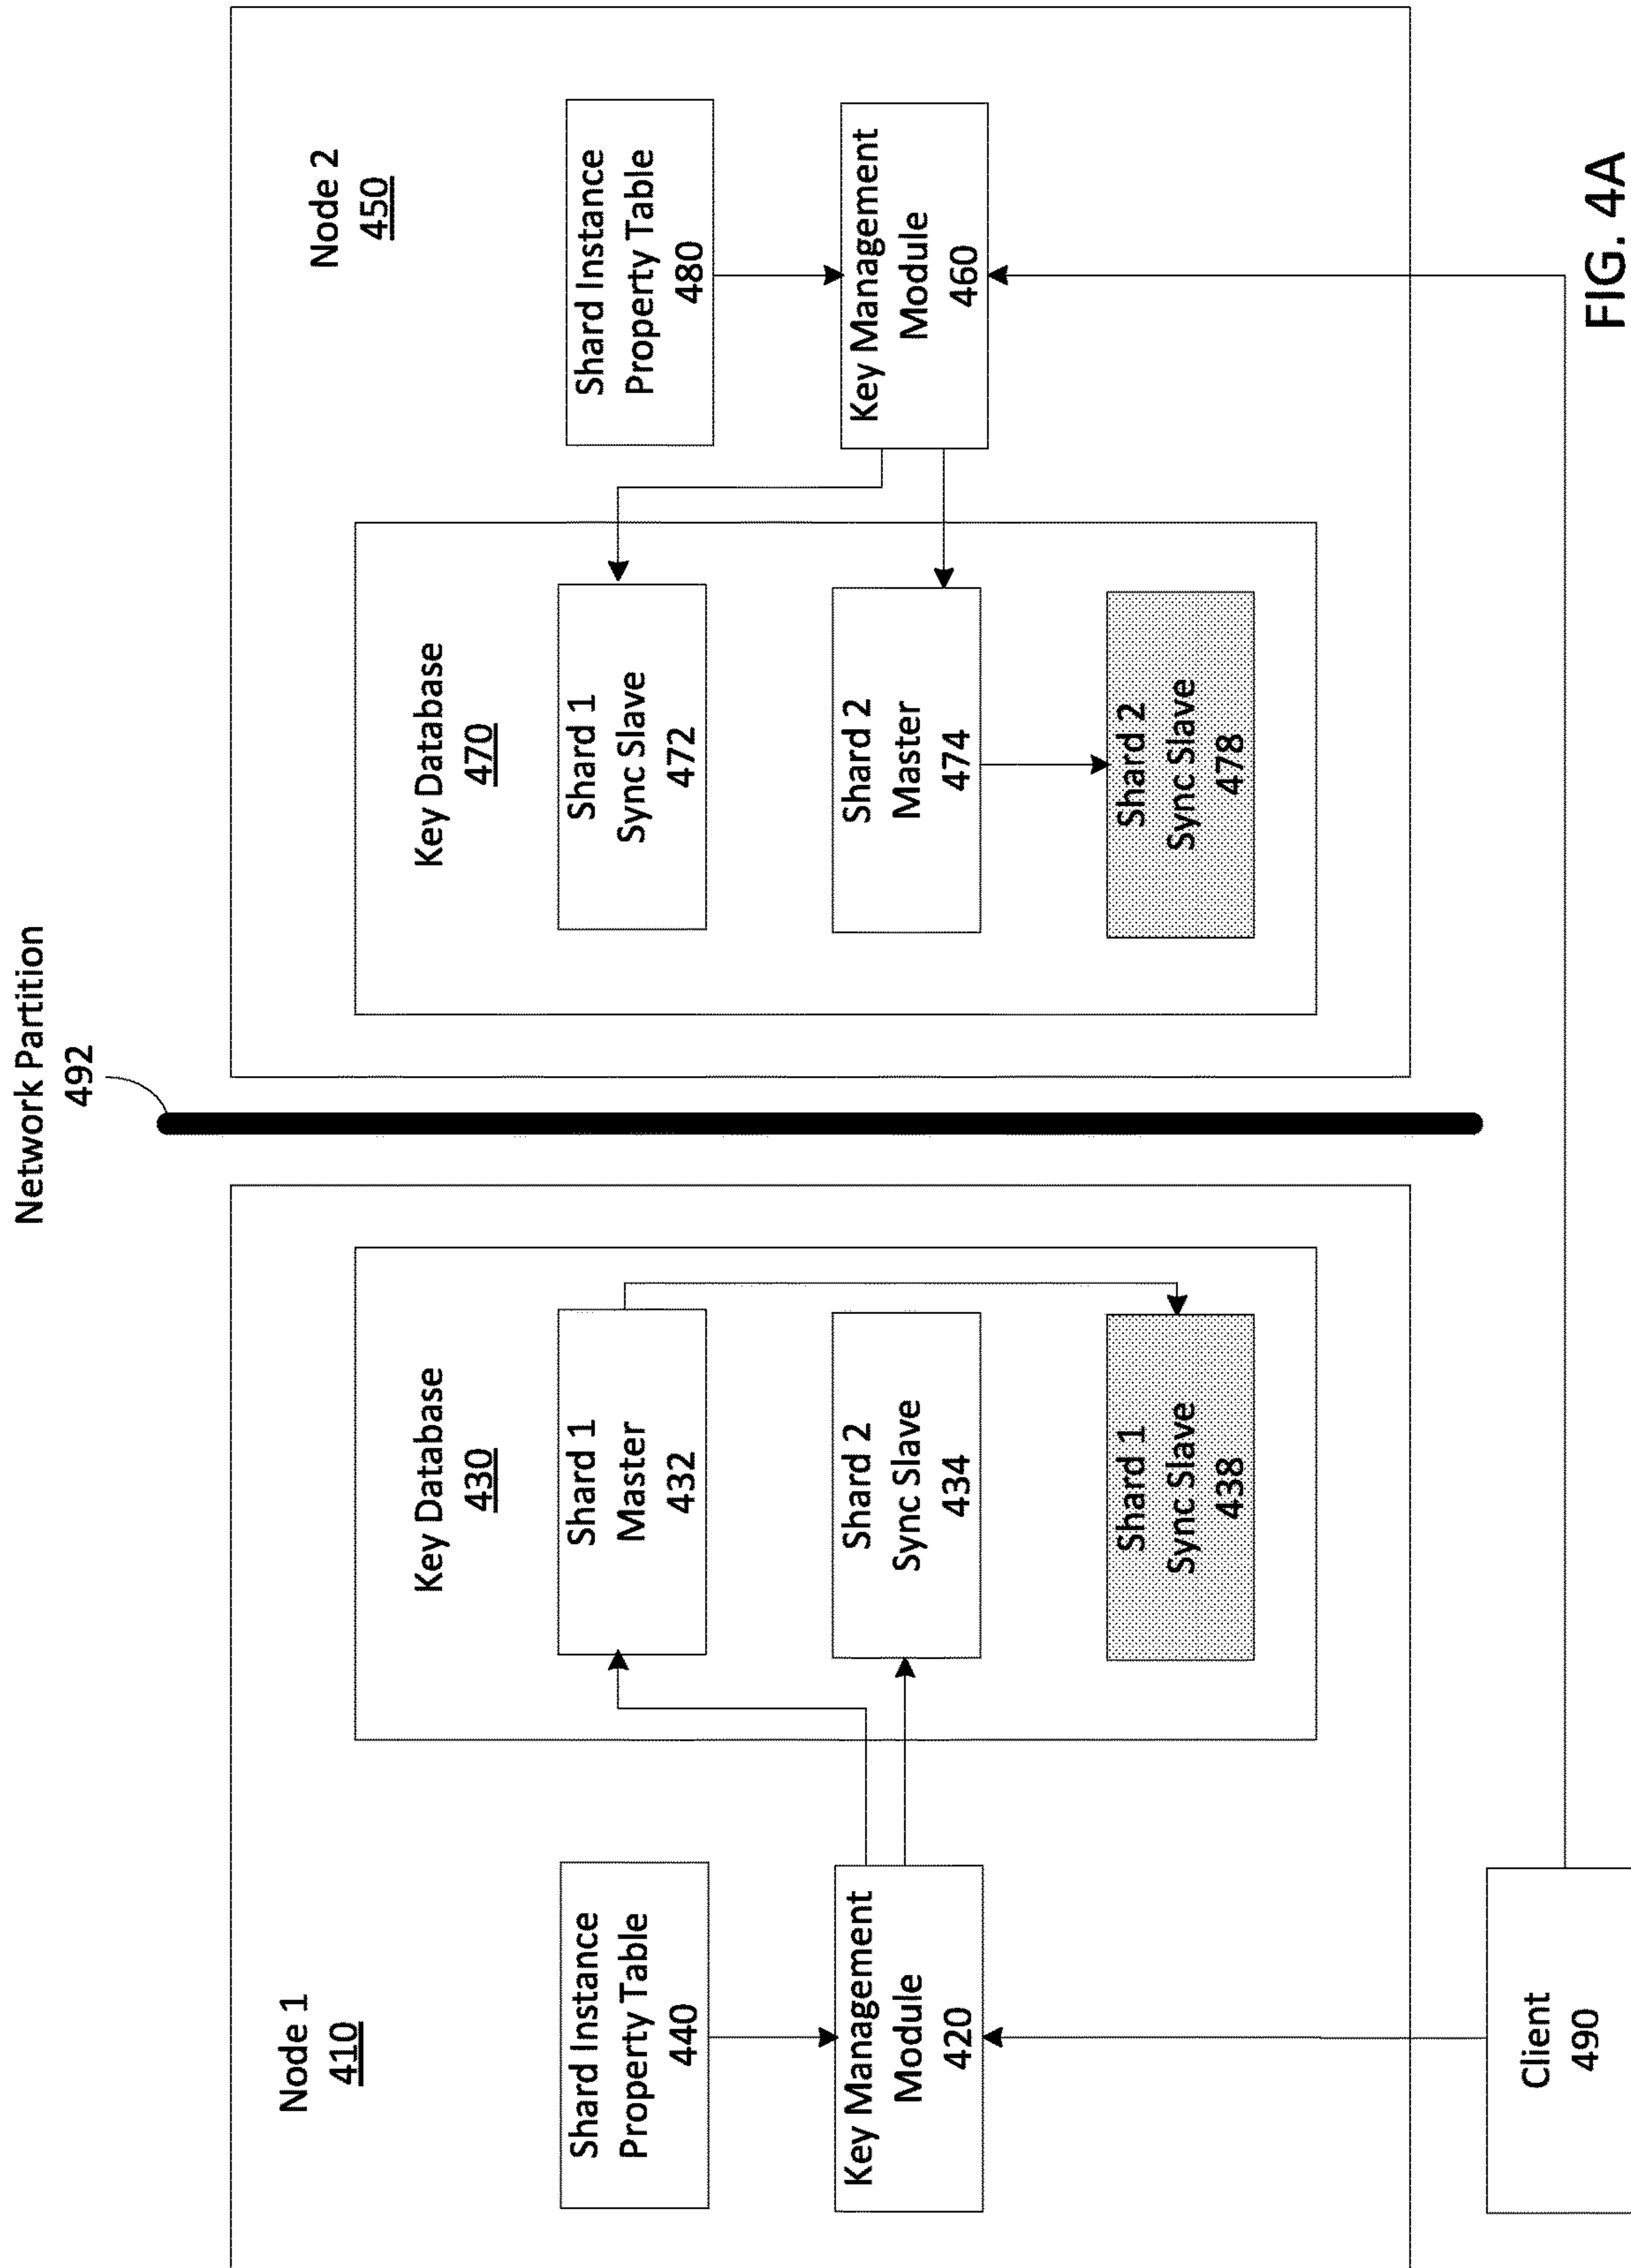 Network Partition
492
Node 1
410
Shard Instance
Property Table
440
Key Management
Module
420
Key Database
430
Shard 1
Master
432
Shard 2
Sync Slave
434
Shard 1
Sync Slave
438
Key Database
470
Shard 1
Sync Slave
472
Shard 2
Master
474
Shard 2
Sync Slave
478
Node 2
450
Shard Instance
Property Table
480
Key Management
Module
460
Client
490
FIG. 4A